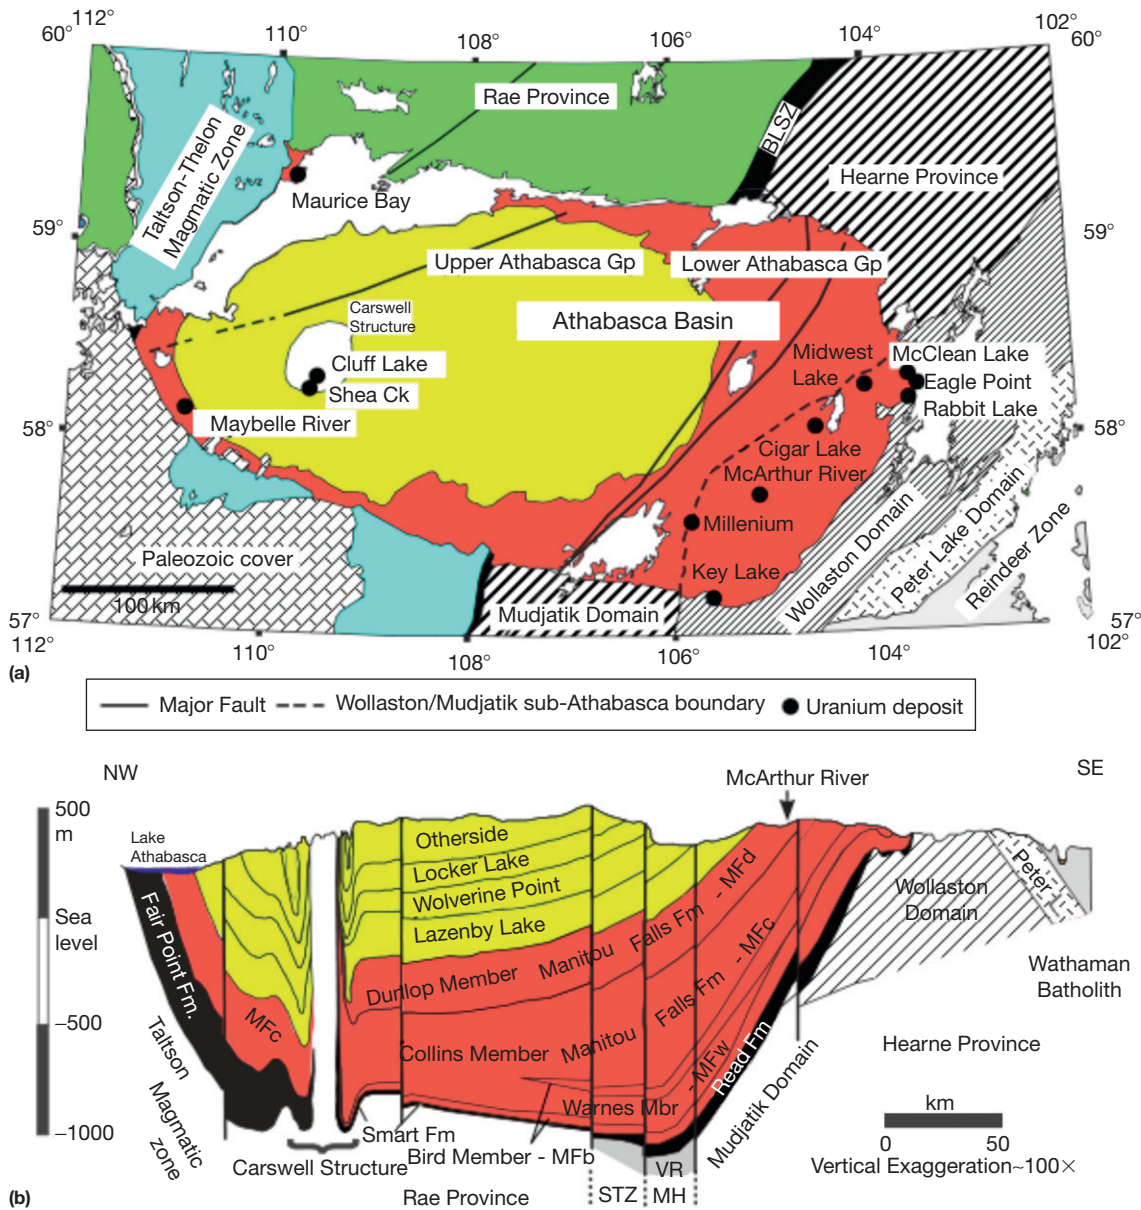 (a)
112°
60°
110°
108°
106°
104°
102°
60°
Rae Province
BLSZ
Taltson-Thelon
Magmatic Zone
Hearne Province
Maurice Bay
59°
59°
Upper Athabasca Gp
Lower Athabasca Gp
Carswell
Structure
Athabasca Basin
Cluff Lake
Shea Ck
Midwest
Lake
McClean Lake
Eagle Point
Rabbit Lake
Maybelle River
58°
58°
Cigar Lake
McArthur River
Millenium
Paleozoic cover
Key Lake
Wollaston Domain
Peter Lake Domain
Reindeer Zone
100 km
Mudjatik Domain
57°
112°
57°
102°
110°
108°
106°
104°
Major Fault
Wollaston/Mudjatik sub-Athabasca boundary
Uranium deposit
NW
McArthur River
SE
500
m
Lake
Athabasca
Otherside
Locker Lake
Wolverine Point
Lazenby Lake
Sea
level
Fair Point Fm.
Wollaston
Domain
Peter
Wathaman
Batholith
Dunlop Member
Manitou
Falls Fm
- MFd
MFc
–500
Collins Member
Manitou
Falls Fm
- MFc
Taltson
Magmatic
zone
Warnes Mbr
- MFw
Read Fm
Mudjatik Domain
Hearne Province
–1000
Smart Fm
Bird Member - MFb
Carswell Structure
Rae Province
STZ
VR
MH
km
0
50
Vertical Exaggeration~100×
(b)